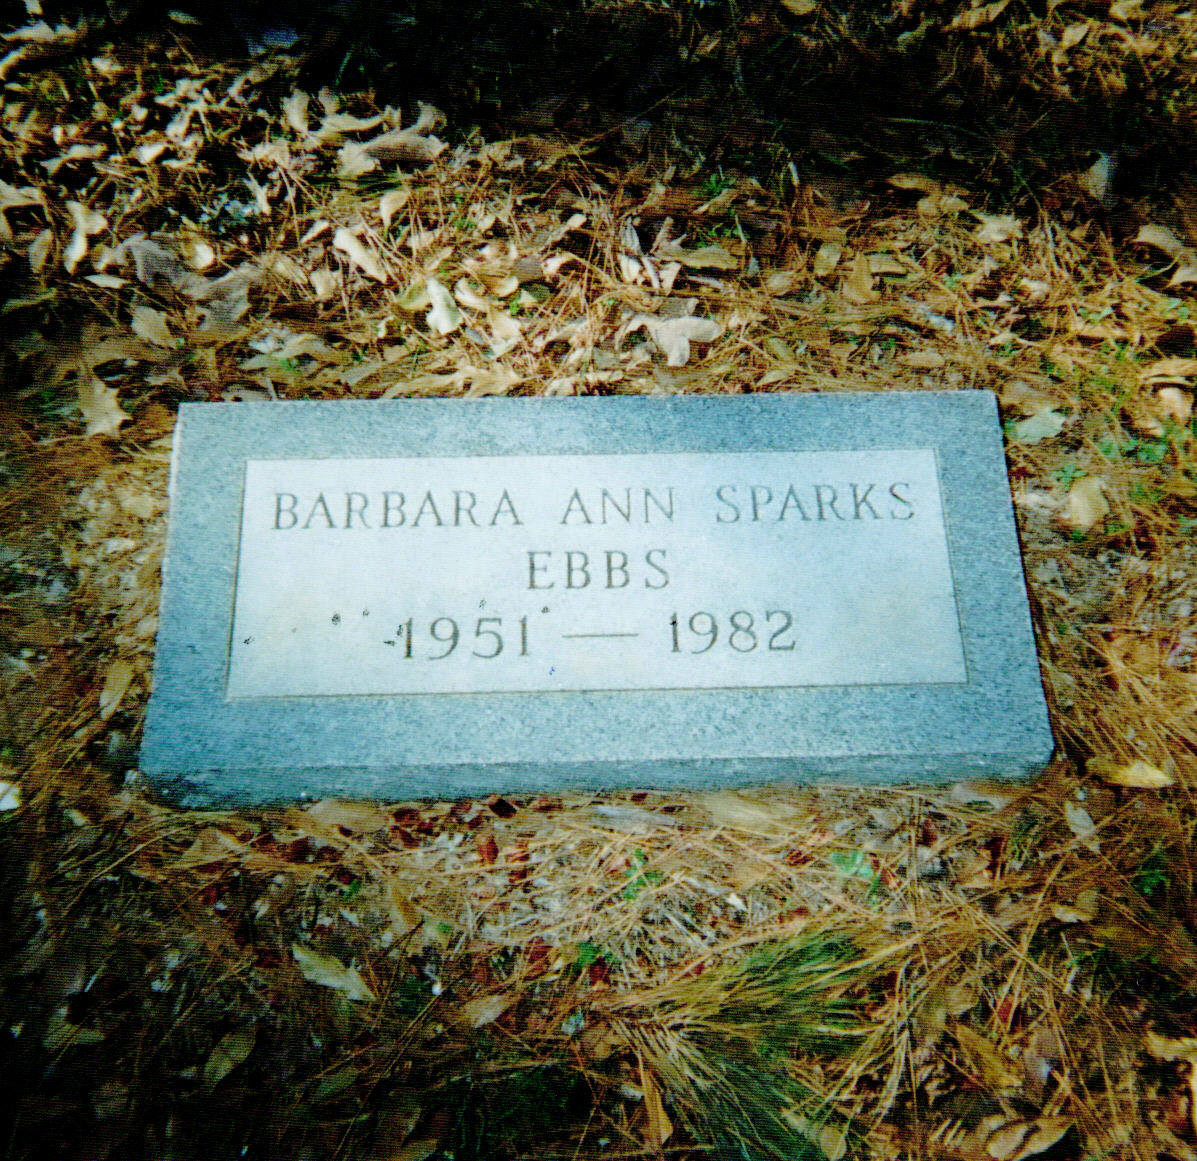 BARBARA ANN SPARKS
EBBS
1951 — 1982